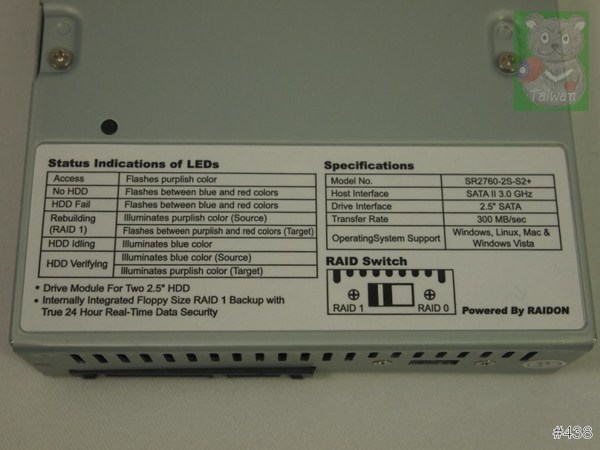 Taiwan
Status Indications of LEDs
Access Flashes purplish color
No HDD Flashes between blue and red colors
HDD Fail Flashes between blue and red colors
Rebuilding (RAID 1) Illuminates purplish color (Source)
Flashes between purplish and red colors (Target)
HDD Idling Illuminates blue color
HDD Verifying Illuminates blue color (Source)
Illuminates purplish color (Target)
• Drive Module For Two 2.5" HDD
• Internally Integrated Floppy Size RAID 1 Backup with
True 24 Hour Real-Time Data Security
Specifications
Model No. SR2760-2S-S2+
Host Interface SATA II 3.0 GHz
Drive Interface 2.5" SATA
Transfer Rate 300 MB/sec
OperatingSystem Support Windows, Linux, Mac &
Windows Vista
RAID Switch
RAID 1 RAID 0
Powered By RAIDON
#438